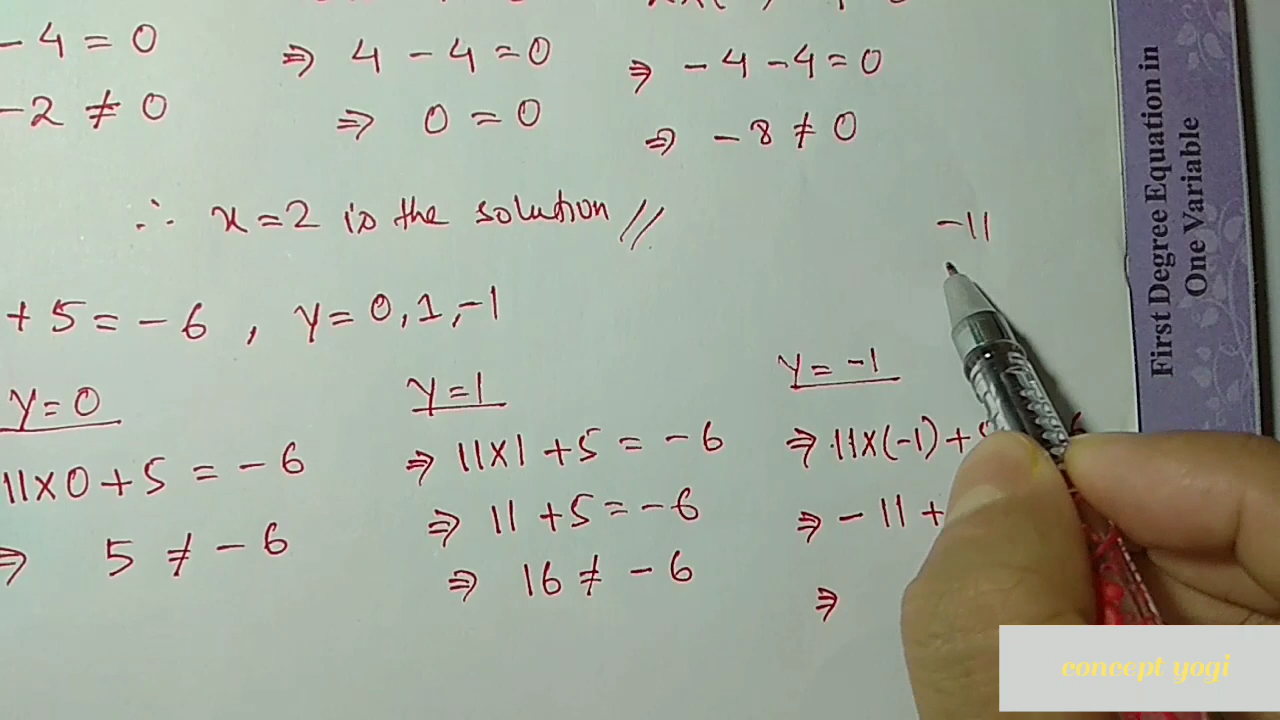 - 4 = 0
⇒ 4 - 4 = 0
⇒ - 4 - 4 = 0
- 2 ≠ 0
⇒ 0 = 0
⇒ - 8 ≠ 0
∴ x = 2 is the solution //
-11
+ 5 = - 6 , y = 0, 1, -1
y = 0
11 x 0 + 5 = - 6
⇒ 5 ≠ - 6
y = 1
⇒ 11 x 1 + 5 = - 6
⇒ 11 + 5 = - 6
⇒ 16 ≠ - 6
y = -1
⇒ 11 x (-1) +
⇒ - 11 +
⇒
First Degree Equation in
One Variable
concept yogi